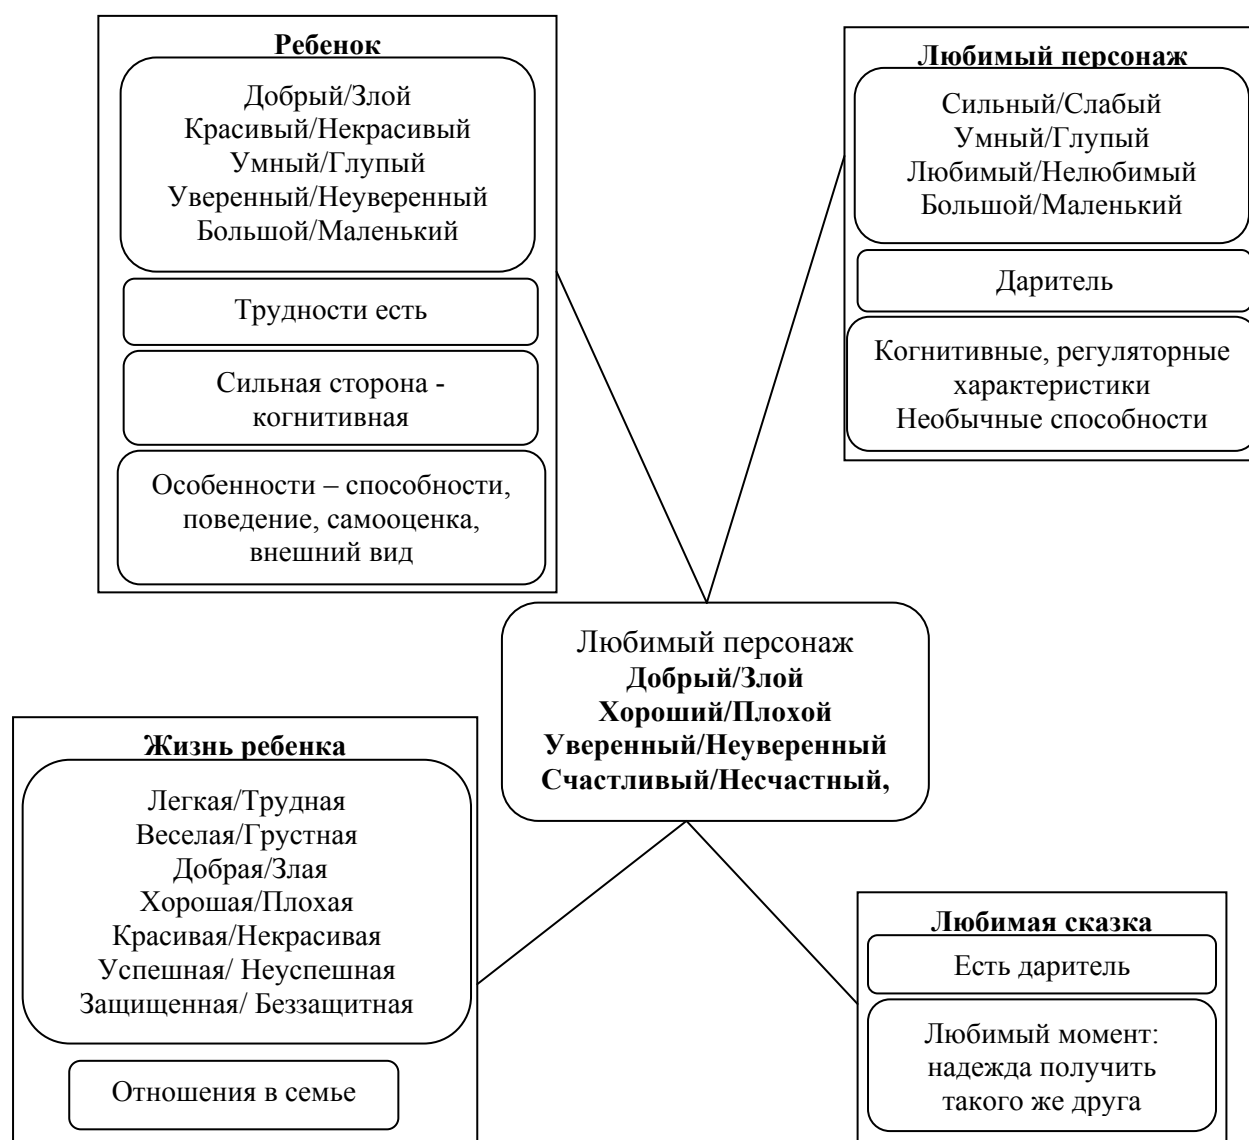 Ребенок
Добрый/Злой
Красивый/Некрасивый
Умный/Глупый
Уверенный/Неуверенный
Большой/Маленький
Трудности есть
Сильная сторона -
когнитивная
Особенности – способности,
поведение, самооценка,
внешний вид
Любимый персонаж
Сильный/Слабый
Умный/Глупый
Любимый/Нелюбимый
Большой/Маленький
Даритель
Когнитивные, регуляторные
характеристики
Необычные способности
Любимый персонаж
Добрый/Злой
Хороший/Плохой
Уверенный/Неуверенный
Счастливый/Несчастный,
Жизнь ребенка
Легкая/Трудная
Веселая/Грустная
Добрая/Злая
Хорошая/Плохая
Красивая/Некрасивая
Успешная/ Неуспешная
Защищенная/ Беззащитная
Отношения в семье
Любимая сказка
Есть даритель
Любимый момент:
надежда получить
такого же друга